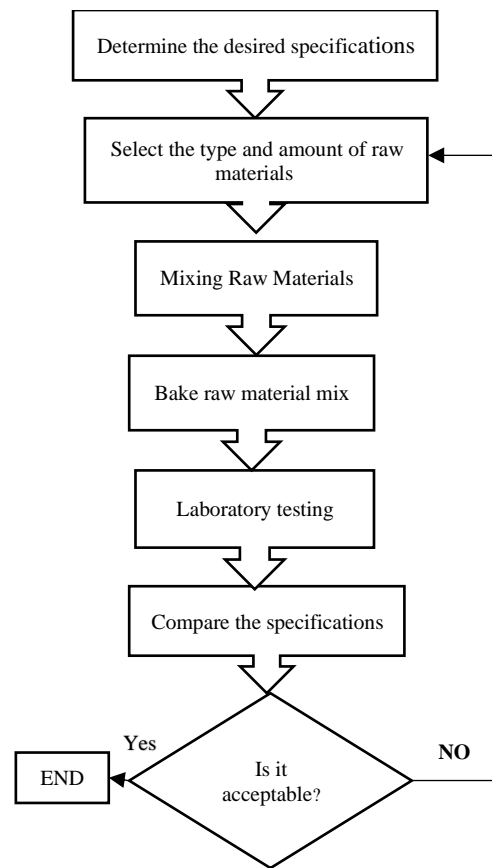 Determine the desired specifications
Select the type and amount of raw
materials
Mixing Raw Materials
Bake raw material mix
Laboratory testing
Compare the specifications
Yes
NO
END
Is it
acceptable?